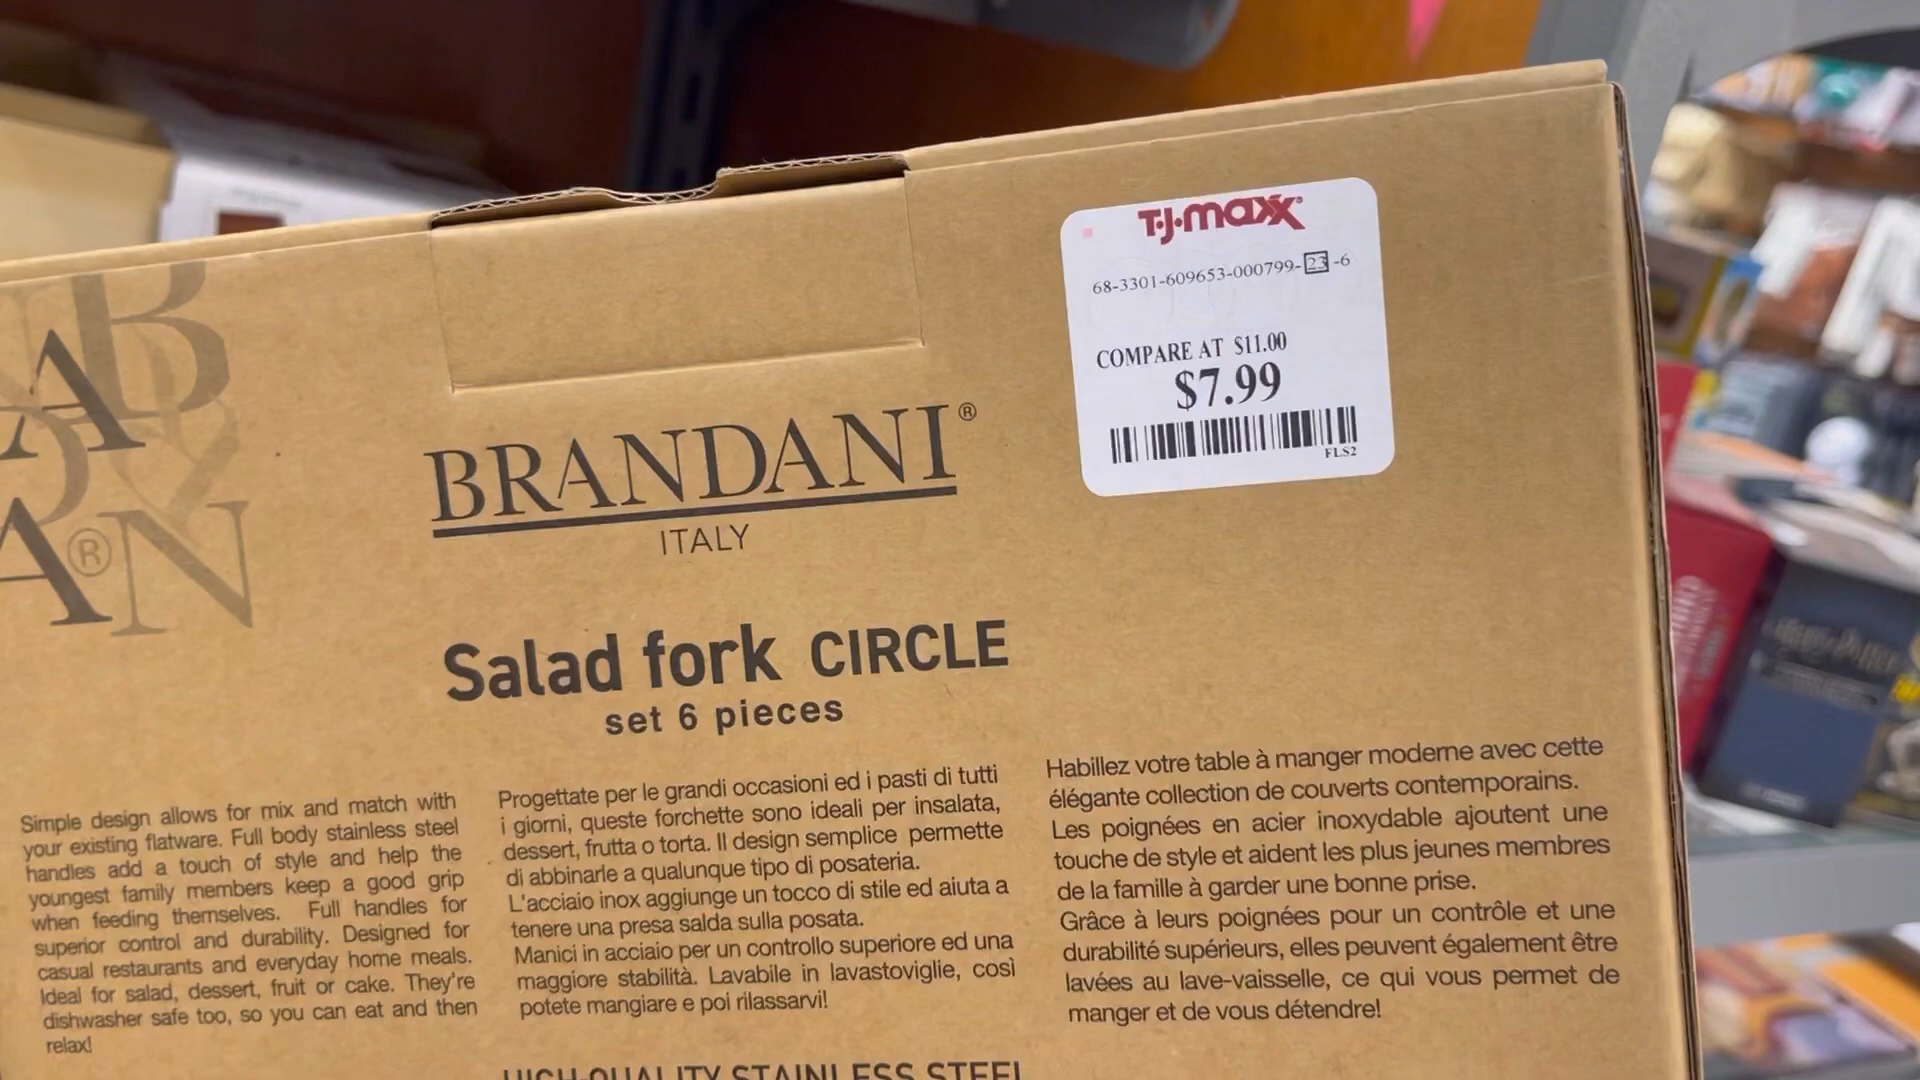 T·J·maxx
68-3301-609653-000799-23-6
COMPARE AT $11.00
$7.99
FLS2
BRANDANI®
ITALY
Salad fork CIRCLE
set 6 pieces
Simple design allows for mix and match with
your existing flatware. Full body stainless steel
handles add a touch of style and help the
youngest family members keep a good grip
when feeding themselves. Full handles for
superior control and durability. Designed for
casual restaurants and everyday home meals.
Ideal for salad, dessert, fruit or cake. They're
dishwasher safe too, so you can eat and then
relax!
Progettate per le grandi occasioni ed i pasti di tutti
i giorni, queste forchette sono ideali per insalata,
dessert, frutta o torta. Il design semplice permette
di abbinarle a qualunque tipo di posateria.
L'acciaio inox aggiunge un tocco di stile ed aiuta a
tenere una presa salda sulla posata.
Manici in acciaio per un controllo superiore ed una
maggiore stabilità. Lavabile in lavastoviglie, così
potete mangiare e poi rilassarvi!
Habillez votre table à manger moderne avec cette
élégante collection de couverts contemporains.
Les poignées en acier inoxydable ajoutent une
touche de style et aident les plus jeunes membres
de la famille à garder une bonne prise.
Grâce à leurs poignées pour un contrôle et une
durabilité supérieurs, elles peuvent également être
lavées au lave-vaisselle, ce qui vous permet de
manger et de vous détendre!
HIGH-QUALITY STAINLESS STEEL